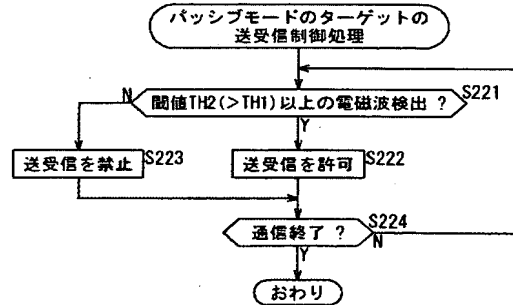 パッシブモードのターゲットの
送受信制御処理
閾値TH2(>TH1)以上の電磁波検出 ?
S221
N
Y
送受信を禁止
S223
送受信を許可
S222
通信終了 ?
S224
N
Y
おわり